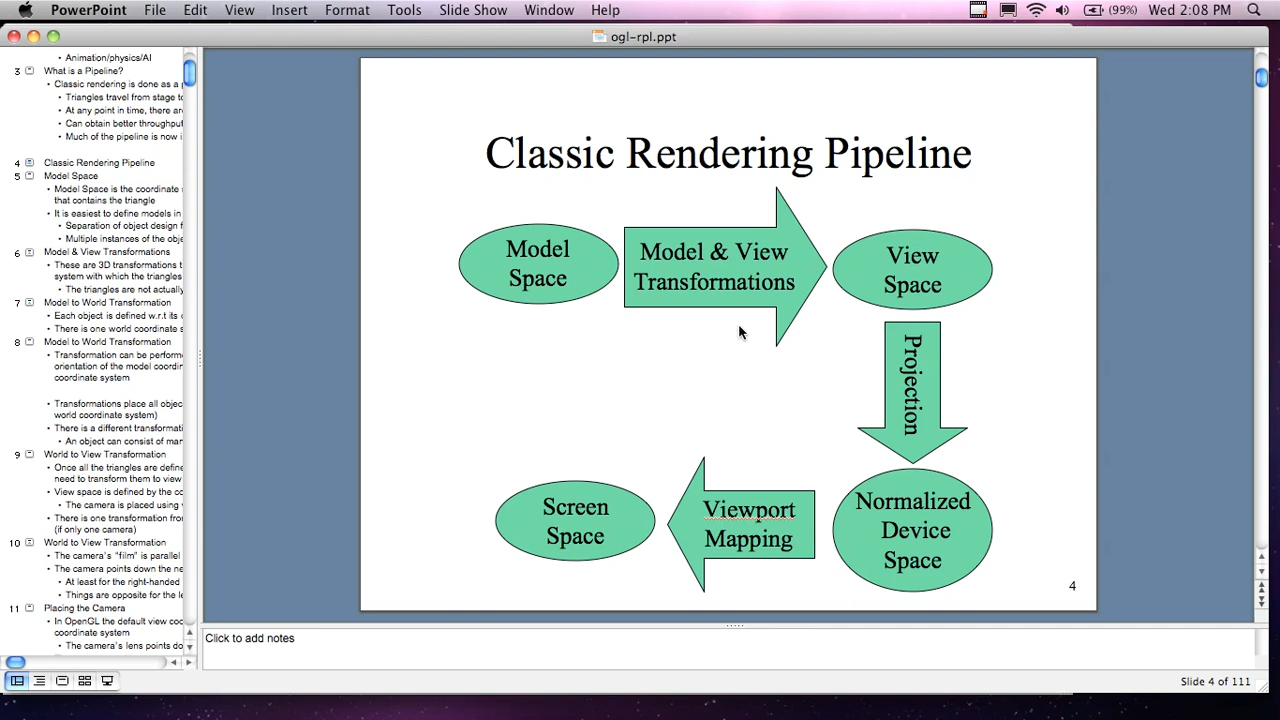 PowerPoint File Edit View Insert Format Tools Slide Show Window Help (99%) Wed 2:08 PM
ogl-rpl.ppt
• Animation/physics/AI
3 What is a Pipeline?
• Classic rendering is done as a
• Triangles travel from stage to
• At any point in time, there are
• Can obtain better throughput
• Much of the pipeline is now i
4 Classic Rendering Pipeline
5 Model Space
• Model Space is the coordinate
that contains the triangle
• It is easiest to define models in
• Separation of object design f
• Multiple instances of the obje
6 Model & View Transformations
• These are 3D transformations t
system with which the triangles
• The triangles are not actually
7 Model to World Transformation
• Each object is defined w.r.t its
• There is one world coordinate
8 Model to World Transformation
• Transformation can be performe
orientation of the model coordin
coordinate system
• Transformations place all objec
world coordinate system)
• There is a different transformati
• An object can consist of man
9 World to View Transformation
• Once all the triangles are define
need to transform them to view
• View space is defined by the co
• The camera is placed using
• There is one transformation from
(if only one camera)
10 World to View Transformation
• The camera's "film" is parallel
• The camera points down the ne
• At least for the right-handed
• Things are opposite for the le
11 Placing the Camera
• In OpenGL the default view coo
coordinate system
• The camera's lens points do
Classic Rendering Pipeline
Model
Space
Model & View
Transformations
View
Space
Projection
Normalized
Device
Space
Viewport
Mapping
Screen
Space
4
Click to add notes
Slide 4 of 111